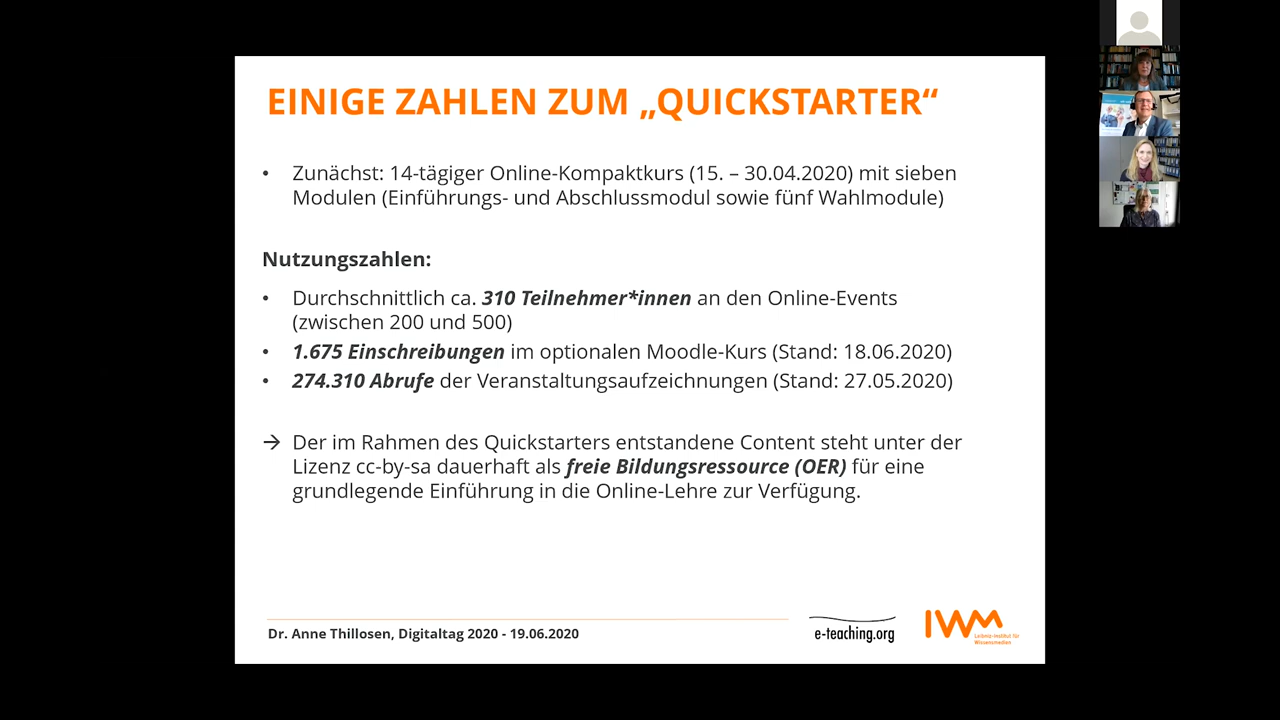 EINIGE ZAHLEN ZUM „QUICKSTARTER“
• Zunächst: 14-tägiger Online-Kompaktkurs (15. – 30.04.2020) mit sieben
Modulen (Einführungs- und Abschlussmodul sowie fünf Wahlmodule)
Nutzungszahlen:
• Durchschnittlich ca. 310 Teilnehmer*innen an den Online-Events
(zwischen 200 und 500)
• 1.675 Einschreibungen im optionalen Moodle-Kurs (Stand: 18.06.2020)
• 274.310 Abrufe der Veranstaltungsaufzeichnungen (Stand: 27.05.2020)
→ Der im Rahmen des Quickstarters entstandene Content steht unter der
Lizenz cc-by-sa dauerhaft als freie Bildungsressource (OER) für eine
grundlegende Einführung in die Online-Lehre zur Verfügung.
Dr. Anne Thillosen, Digitaltag 2020 - 19.06.2020
e-teaching.org
IWM
Leibniz-Institut für
Wissensmedien